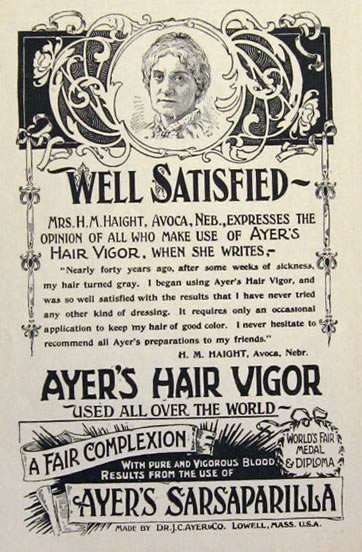 WELL SATISFIED~
MRS. H. M. HAIGHT, AVOCA, NEB., EXPRESSES THE
OPINION OF ALL WHO MAKE USE OF AYER'S
HAIR VIGOR, WHEN SHE WRITES,-
"Nearly forty years ago, after some weeks of sickness,
my hair turned gray. I began using Ayer's Hair Vigor, and
was so well satisfied with the results that I have never tried
any other kind of dressing. It requires only an occasional
application to keep my hair of good color. I never hesitate to
recommend all Ayer's preparations to my friends."
H. M. HAIGHT, Avoca, Nebr.
AYER'S HAIR VIGOR
USED ALL OVER THE WORLD~
A FAIR COMPLEXION
WITH PURE AND VIGOROUS BLOOD
RESULTS FROM THE USE OF
WORLD'S FAIR
MEDAL
& DIPLOMA
AYER'S SARSAPARILLA
MADE BY DR. J. C. AYER & CO. LOWELL, MASS. U.S.A.